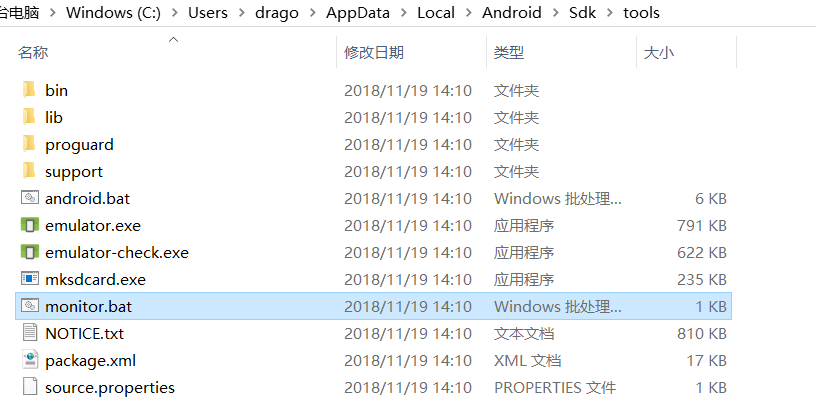 台电脑 > Windows (C:) > Users > drago > AppData > Local > Android > Sdk > tools
名称 修改日期 类型 大小
bin 2018/11/19 14:10 文件夹
lib 2018/11/19 14:10 文件夹
proguard 2018/11/19 14:10 文件夹
support 2018/11/19 14:10 文件夹
android.bat 2018/11/19 14:10 Windows 批处理... 6 KB
emulator.exe 2018/11/19 14:10 应用程序 791 KB
emulator-check.exe 2018/11/19 14:10 应用程序 622 KB
mksdcard.exe 2018/11/19 14:10 应用程序 235 KB
monitor.bat 2018/11/19 14:10 Windows 批处理... 1 KB
NOTICE.txt 2018/11/19 14:10 文本文档 810 KB
package.xml 2018/11/19 14:10 XML 文档 17 KB
source.properties 2018/11/19 14:10 PROPERTIES 文件 1 KB